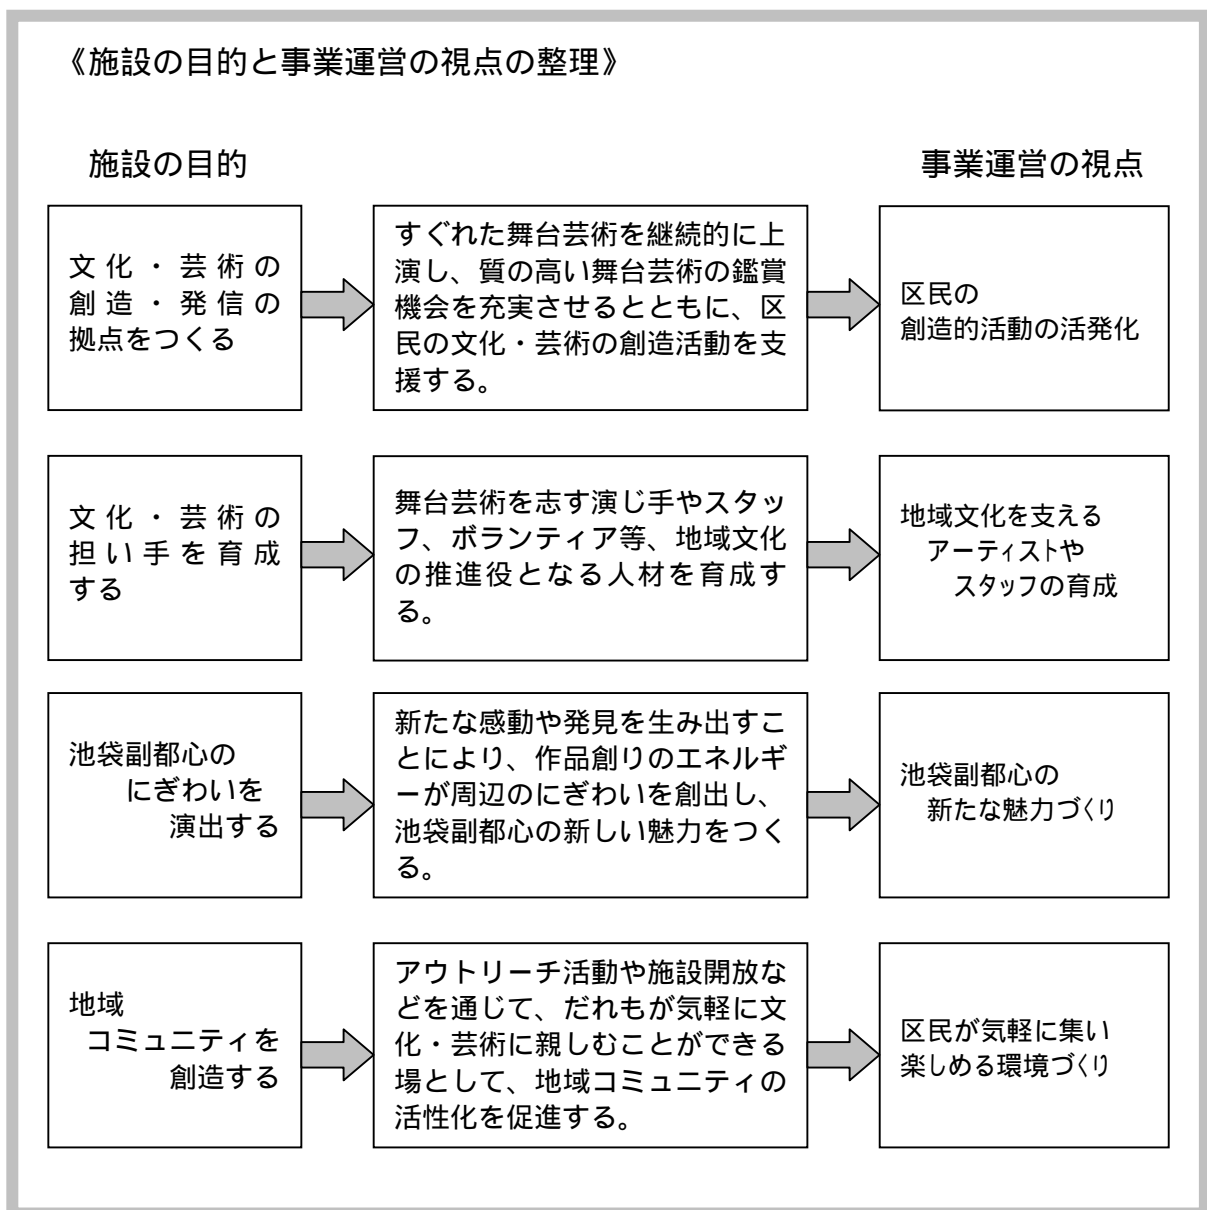 《施設の目的と事業運営の視点の整理》
施設の目的
事業運営の視点
文化・芸術の
創造・発信の
拠点をつくる
すぐれた舞台芸術を継続的に上
演し、質の高い舞台芸術の鑑賞
機会を充実させるとともに、区
民の文化・芸術の創造活動を支
援する。
区民の
創造的活動の活発化
文化・芸術の
担い手を育成
する
舞台芸術を志す演じ手やスタッ
フ、ボランティア等、地域文化
の推進役となる人材を育成す
る。
地域文化を支える
アーティストや
スタッフの育成
池袋副都心の
にぎわいを
演出する
新たな感動や発見を生み出すこ
とにより、作品創りのエネルギ
ーが周辺のにぎわいを創出し、
池袋副都心の新しい魅力をつく
る。
池袋副都心の
新たな魅力づくり
地域
コミュニティを
創造する
アウトリーチ活動や施設開放な
どを通じて、だれもが気軽に文
化・芸術に親しむことができる
場として、地域コミュニティの
活性化を促進する。
区民が気軽に集い
楽しめる環境づくり